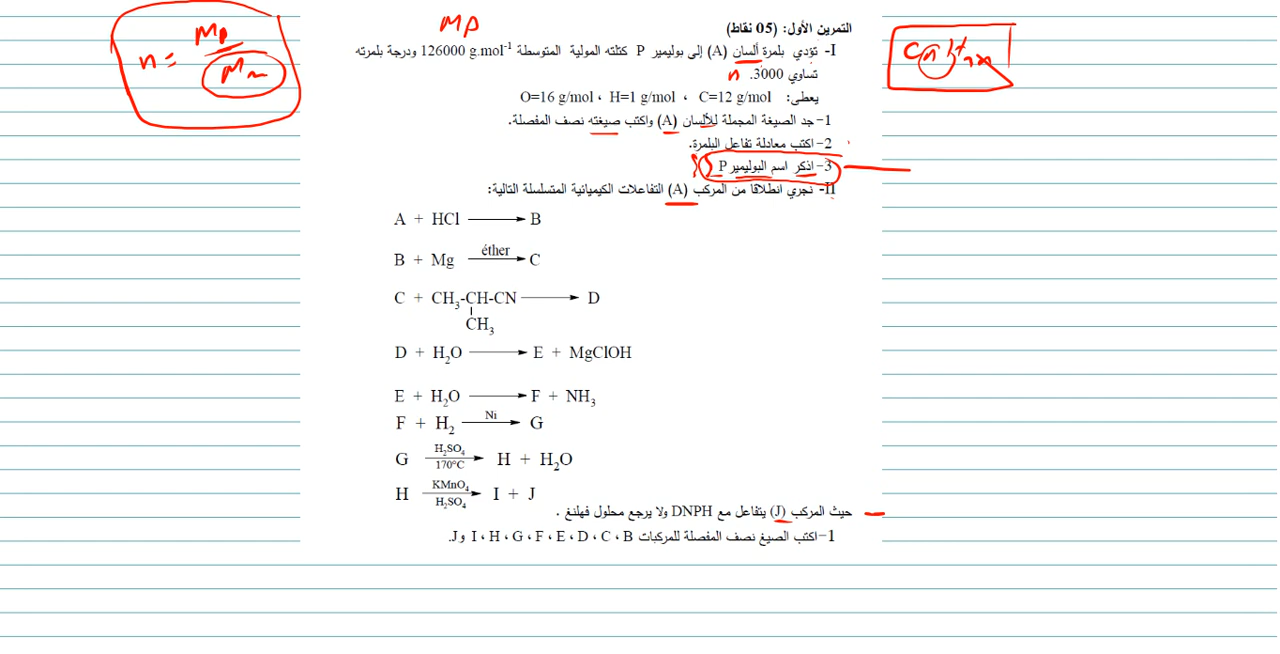 n = Mp / Mm
Mp
CnH2n
n
التمرين الأول: (05 نقاط)
I- تؤدي بلمرة ألسان (A) إلى بوليمير P كتلته المولية المتوسطة 126000 g.mol-1 ودرجة بلمرته
تساوي 3000.
يعطى: C=12 g/mol ، H=1 g/mol ، O=16 g/mol
1- جد الصيغة المجملة للألسان (A) واكتب صيغته نصف المفصلة.
2- اكتب معادلة تفاعل البلمرة.
3- اذكر اسم البوليمير P
II- نجري انطلاقا من المركب (A) التفاعلات الكيميائية المتسلسلة التالية:
A + HCl ⟶ B
éther
B + Mg ⟶ C
C + CH3-CH-CN ⟶ D
CH3
D + H2O ⟶ E + MgClOH
E + H2O ⟶ F + NH3
Ni
F + H2 ⟶ G
H2SO4
G ⟶ H + H2O
170°C
KMnO4
H ⟶ I + J
H2SO4
حيث المركب (J) يتفاعل مع DNPH ولا يرجع محلول فهلنغ .
1- اكتب الصيغ نصف المفصلة للمركبات B ، C ، D ، E ، F ، G ، H ، I وJ.